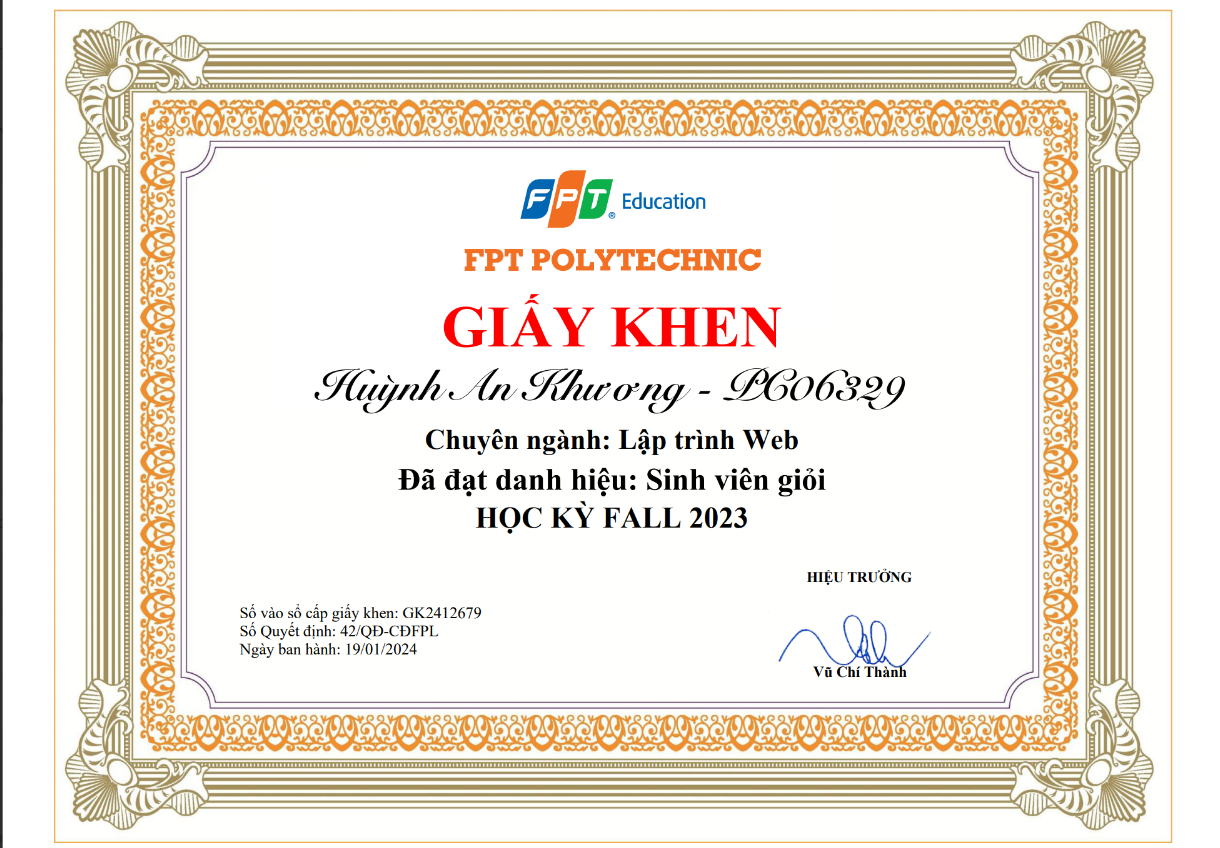 FPT Education
FPT POLYTECHNIC
GIẤY KHEN
Huỳnh An Khương - PC06329
Chuyên ngành: Lập trình Web
Đã đạt danh hiệu: Sinh viên giỏi
HỌC KỲ FALL 2023
HIỆU TRƯỞNG
Số vào sổ cấp giấy khen: GK2412679
Số Quyết định: 42/QĐ-CĐFPL
Ngày ban hành: 19/01/2024
Vũ Chí Thành